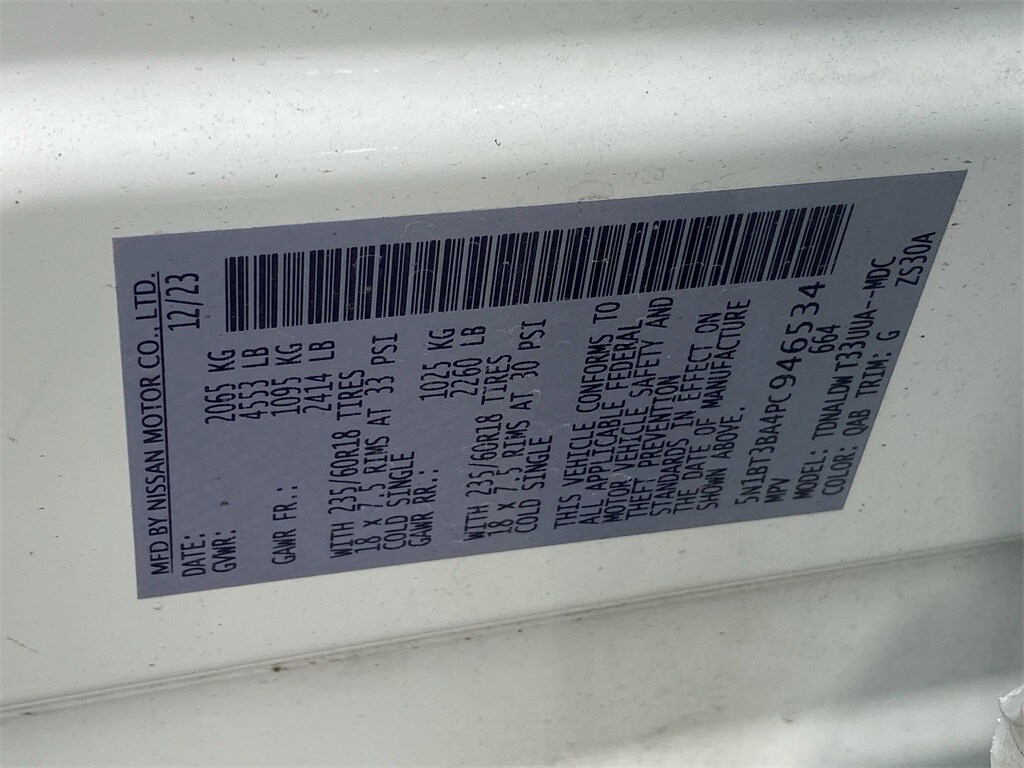 MFD BY NISSAN MOTOR CO., LTD.
DATE: 12/23
GVWR: 2065 KG
4553 LB
GAWR FR.: 1095 KG
2414 LB
WITH 235/60R18 TIRES
18 X 7.5 RIMS AT 33 PSI
COLD SINGLE
GAWR RR.: 1025 KG
2260 LB
WITH 235/60R18 TIRES
18 X 7.5 RIMS AT 30 PSI
COLD SINGLE
THIS VEHICLE CONFORMS TO
ALL APPLICABLE FEDERAL
MOTOR VEHICLE SAFETY AND
THEFT PREVENTION
STANDARDS IN EFFECT ON
THE DATE OF MANUFACTURE
SHOWN ABOVE.
5N1BT3BA4PC946534
MPV 664
MODEL: TDNALDW T33UUA--MDC
COLOR: QAB TRIM: G ZS30A